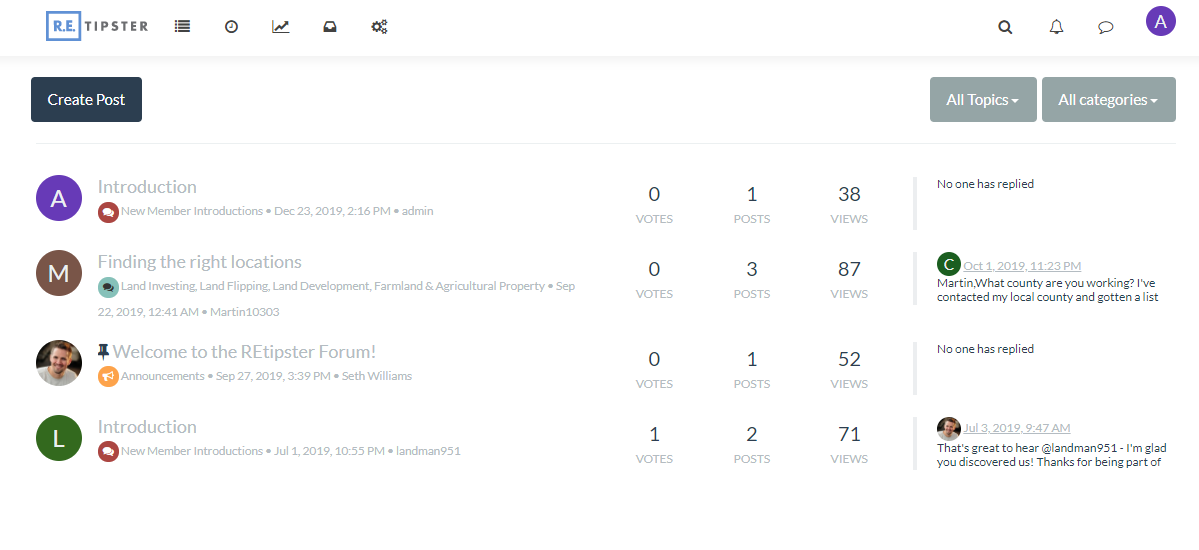 R.E. TIPSTER
A
Create Post
All Topics
All categories
A
Introduction
New Member Introductions • Dec 23, 2019, 2:16 PM • admin
0
VOTES
1
POSTS
38
VIEWS
No one has replied
M
Finding the right locations
Land Investing, Land Flipping, Land Development, Farmland & Agricultural Property • Sep
22, 2019, 12:41 AM • Martin10303
0
VOTES
3
POSTS
87
VIEWS
C Oct 1, 2019, 11:23 PM
Martin,What county are you working? I've
contacted my local county and gotten a list
Welcome to the REtipster Forum!
Announcements • Sep 27, 2019, 3:39 PM • Seth Williams
0
VOTES
1
POSTS
52
VIEWS
No one has replied
L
Introduction
New Member Introductions • Jul 1, 2019, 10:55 PM • landman951
1
VOTES
2
POSTS
71
VIEWS
Jul 3, 2019, 9:47 AM
That's great to hear @landman951 - I'm glad
you discovered us! Thanks for being part of